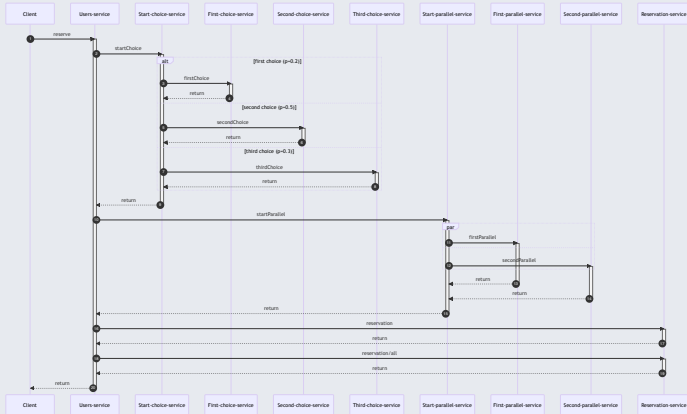 Client Users-service Start-choice-service First-choice-service Second-choice-service Third-choice-service Start-parallel-service First-parallel-service Second-parallel-service Reservation-service
reserve
startChoice
alt [first choice (p=0.2)]
firstChoice
return
[second choice (p=0.5)]
secondChoice
return
[third choice (p=0.3)]
thirdChoice
return
return
startParallel
par
firstParallel
secondParallel
return
return
return
reservation
return
reservation/all
return
return
Client Users-service Start-choice-service First-choice-service Second-choice-service Third-choice-service Start-parallel-service First-parallel-service Second-parallel-service Reservation-service